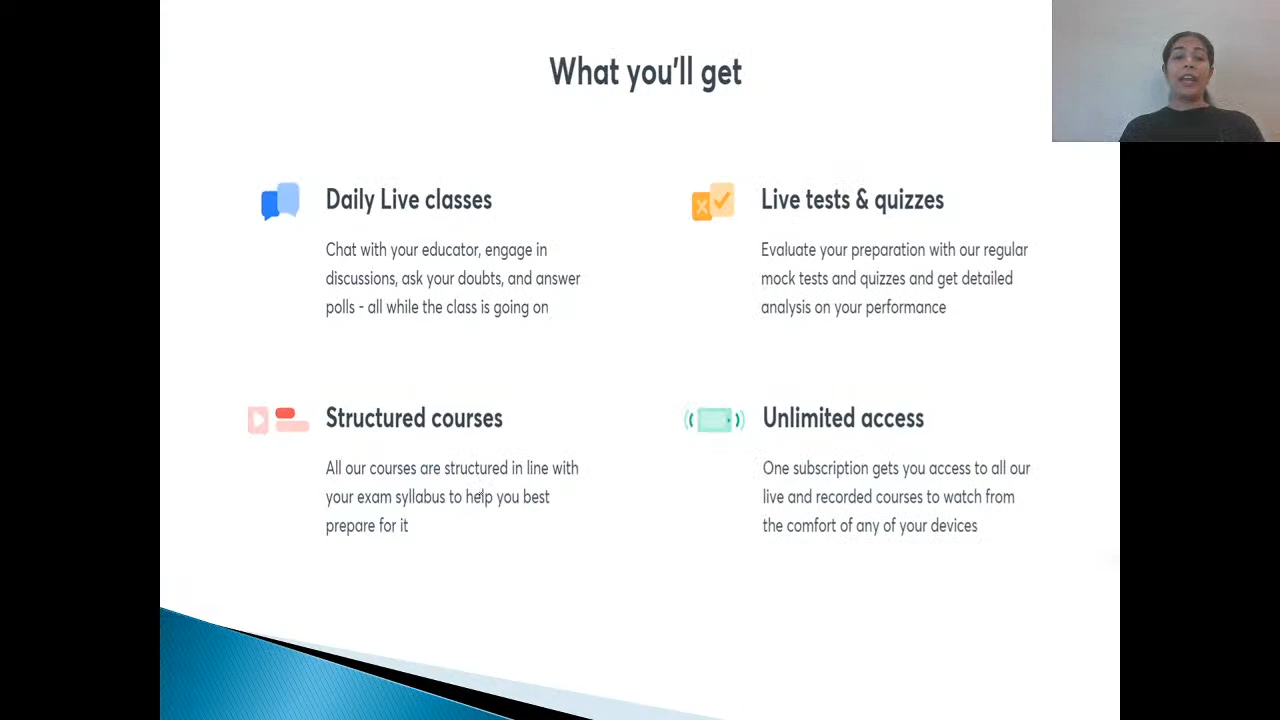 What you'll get
Daily Live classes
Chat with your educator, engage in
discussions, ask your doubts, and answer
polls - all while the class is going on
Live tests & quizzes
Evaluate your preparation with our regular
mock tests and quizzes and get detailed
analysis on your performance
Structured courses
All our courses are structured in line with
your exam syllabus to help you best
prepare for it
Unlimited access
One subscription gets you access to all our
live and recorded courses to watch from
the comfort of any of your devices